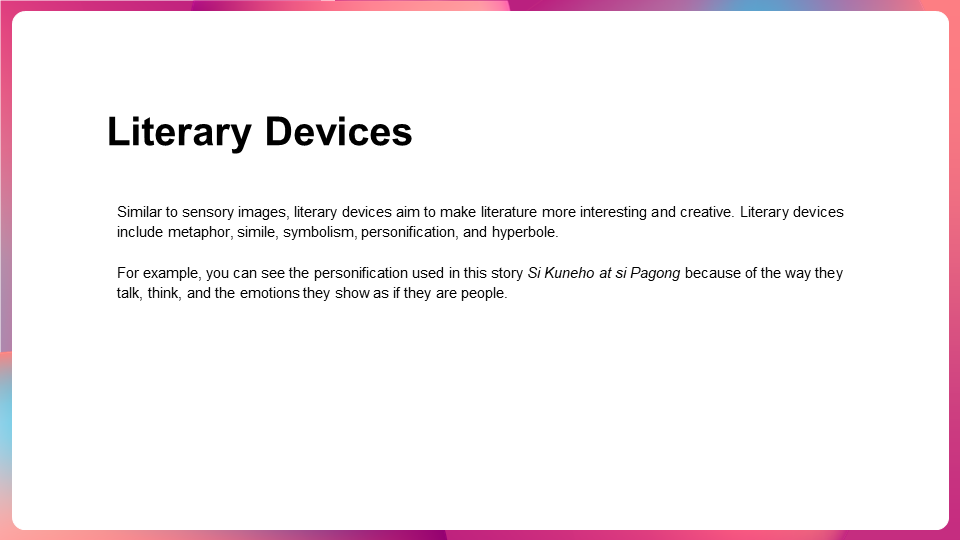 Literary Devices
Similar to sensory images, literary devices aim to make literature more interesting and creative. Literary devices
include metaphor, simile, symbolism, personification, and hyperbole.
For example, you can see the personification used in this story Si Kuneho at si Pagong because of the way they
talk, think, and the emotions they show as if they are people.